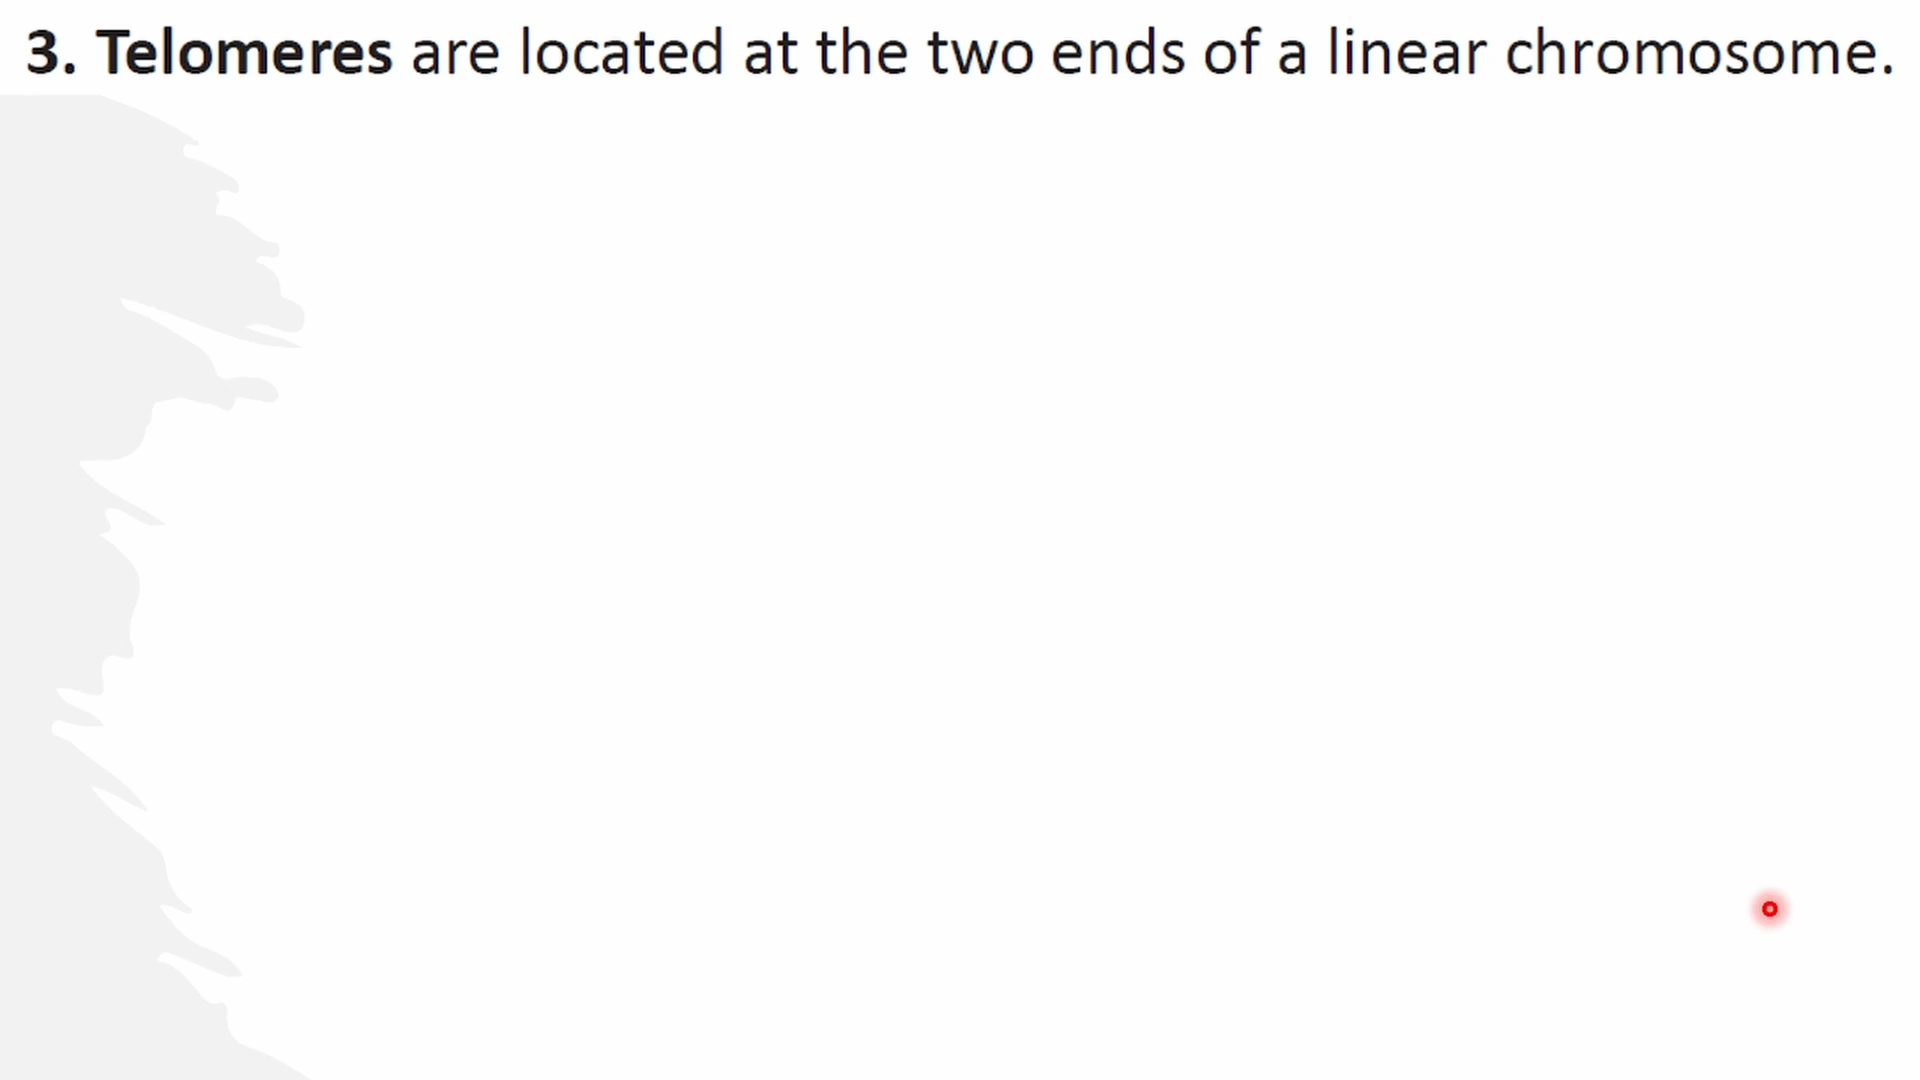 3. Telomeres are located at the two ends of a linear chromosome.